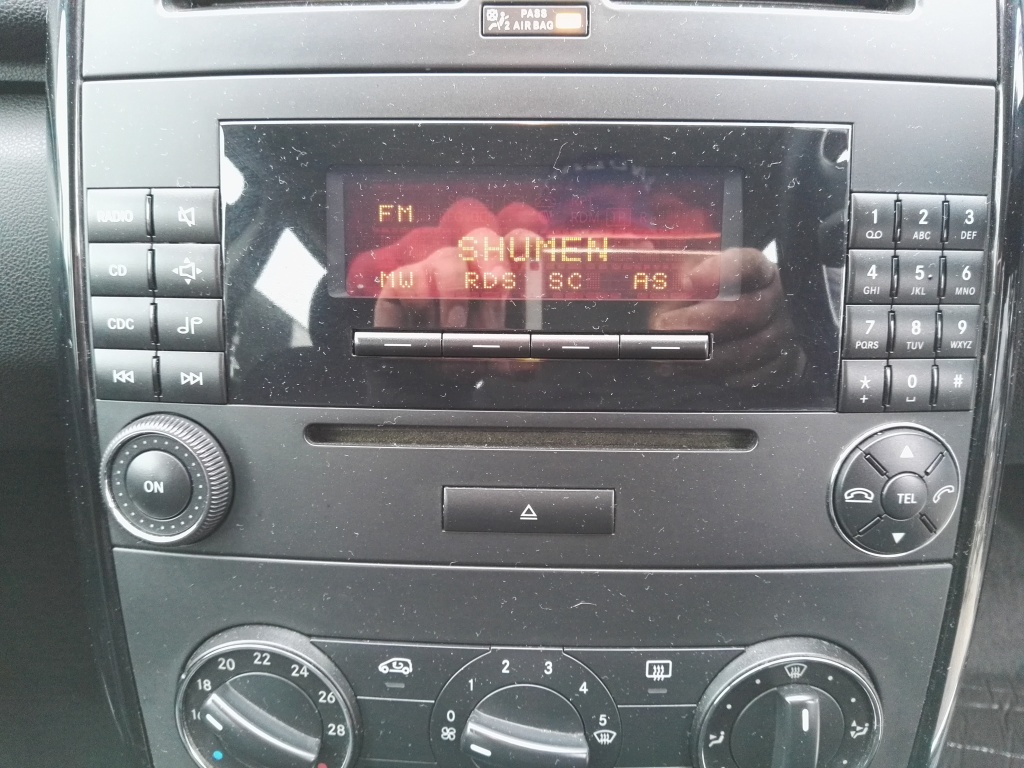 PASS
2 AIR BAG
RADIO
CD
CDC
FM
SHUMEN
MW RDS SC AS
1 2 ABC 3 DEF
4 GHI 5 JKL 6 MNO
7 PQRS 8 TUV 9 WXYZ
* + 0 #
ON
TEL
18 20 22 24 26 28
0 1 2 3 4 5